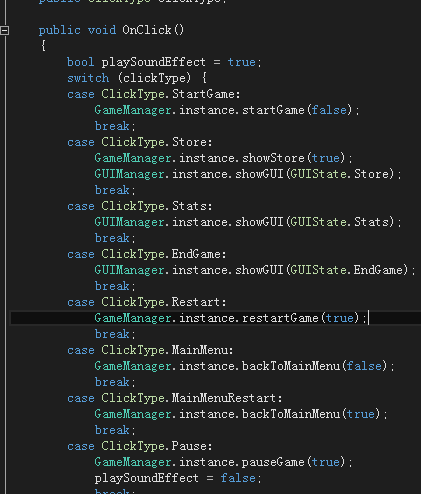 public ClickType clickType;
public void OnClick()
{
bool playSoundEffect = true;
switch (clickType) {
case ClickType.StartGame:
GameManager.instance.startGame(false);
break;
case ClickType.Store:
GameManager.instance.showStore(true);
GUIManager.instance.showGUI(GUIState.Store);
break;
case ClickType.Stats:
GUIManager.instance.showGUI(GUIState.Stats);
break;
case ClickType.EndGame:
GUIManager.instance.showGUI(GUIState.EndGame);
break;
case ClickType.Restart:
GameManager.instance.restartGame(true);
break;
case ClickType.MainMenu:
GameManager.instance.backToMainMenu(false);
break;
case ClickType.MainMenuRestart:
GameManager.instance.backToMainMenu(true);
break;
case ClickType.Pause:
GameManager.instance.pauseGame(true);
playSoundEffect = false;
break;